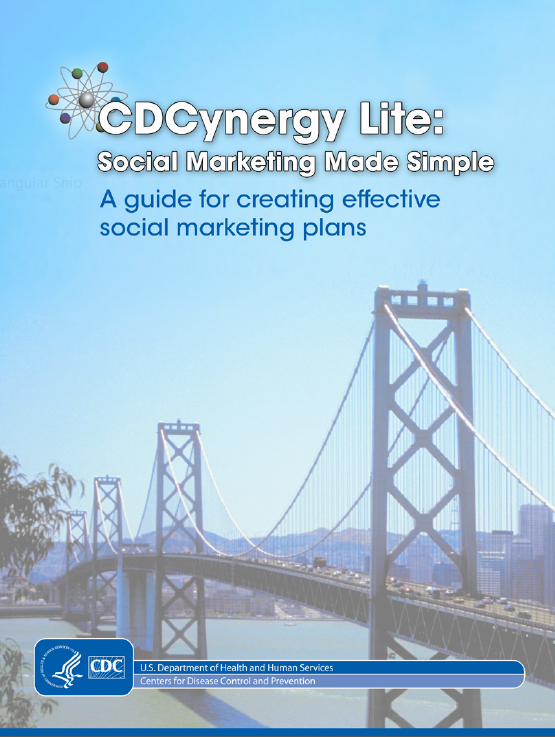 CDCynergy Lite:
Social Marketing Made Simple
A guide for creating effective
social marketing plans
CDC
U.S. Department of Health and Human Services
Centers for Disease Control and Prevention